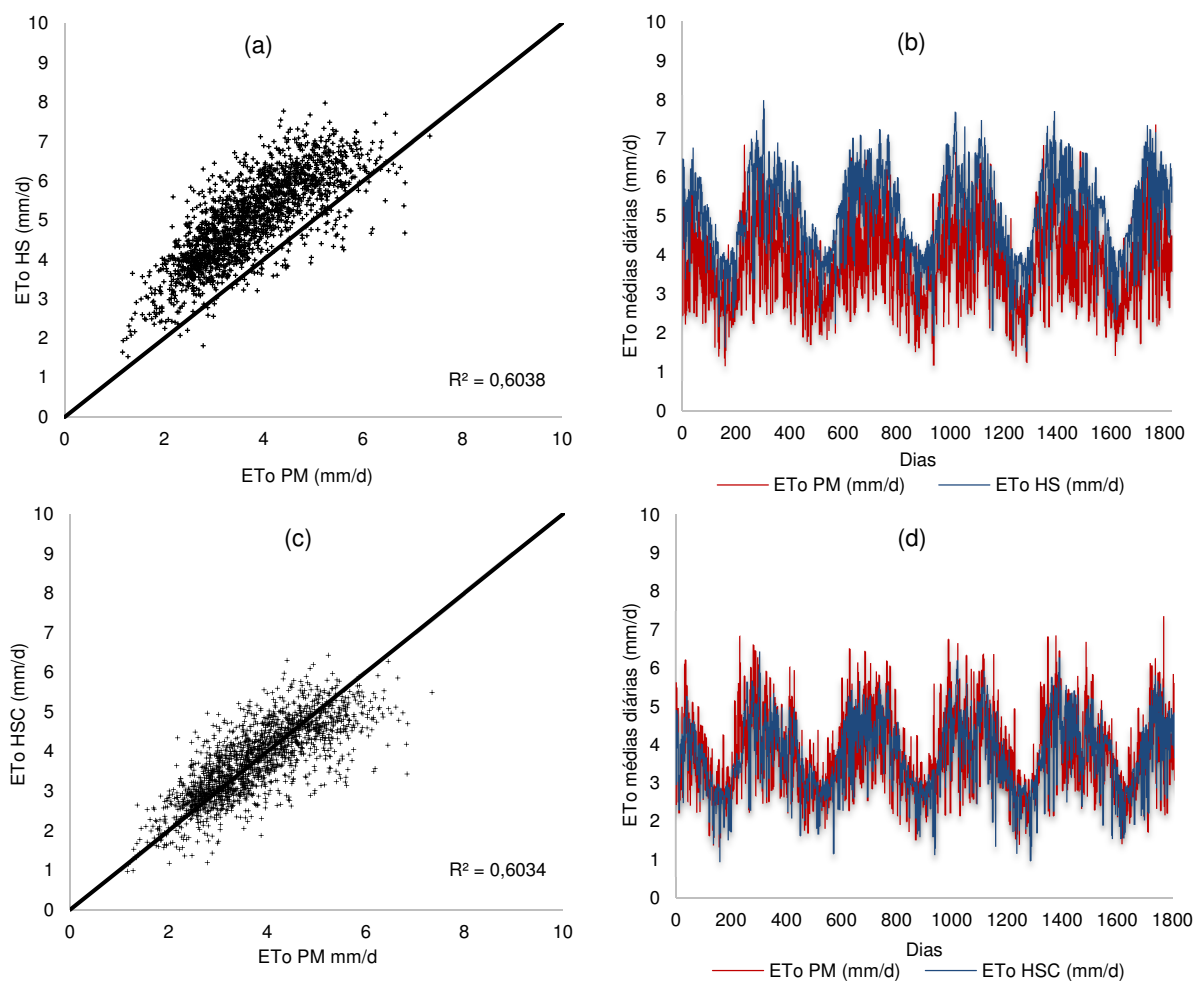 (a)
10
9
8
7
6
5
4
3
2
1
0
ETo HS (mm/d)
R² = 0,6038
0 2 4 6 8 10
ETo PM (mm/d)
(b)
10
9
8
7
6
5
4
3
2
1
0
ETo médias diárias (mm/d)
0 200 400 600 800 1000 1200 1400 1600 1800
Dias
ETo PM (mm/d) ETo HS (mm/d)
(c)
10
9
8
7
6
5
4
3
2
1
0
ETo HSC (mm/d)
R² = 0,6034
0 2 4 6 8 10
ETo PM mm/d
(d)
10
9
8
7
6
5
4
3
2
1
0
ETo médias diárias (mm/d)
0 200 400 600 800 1000 1200 1400 1600 1800
Dias
ETo PM (mm/d) ETo HSC (mm/d)